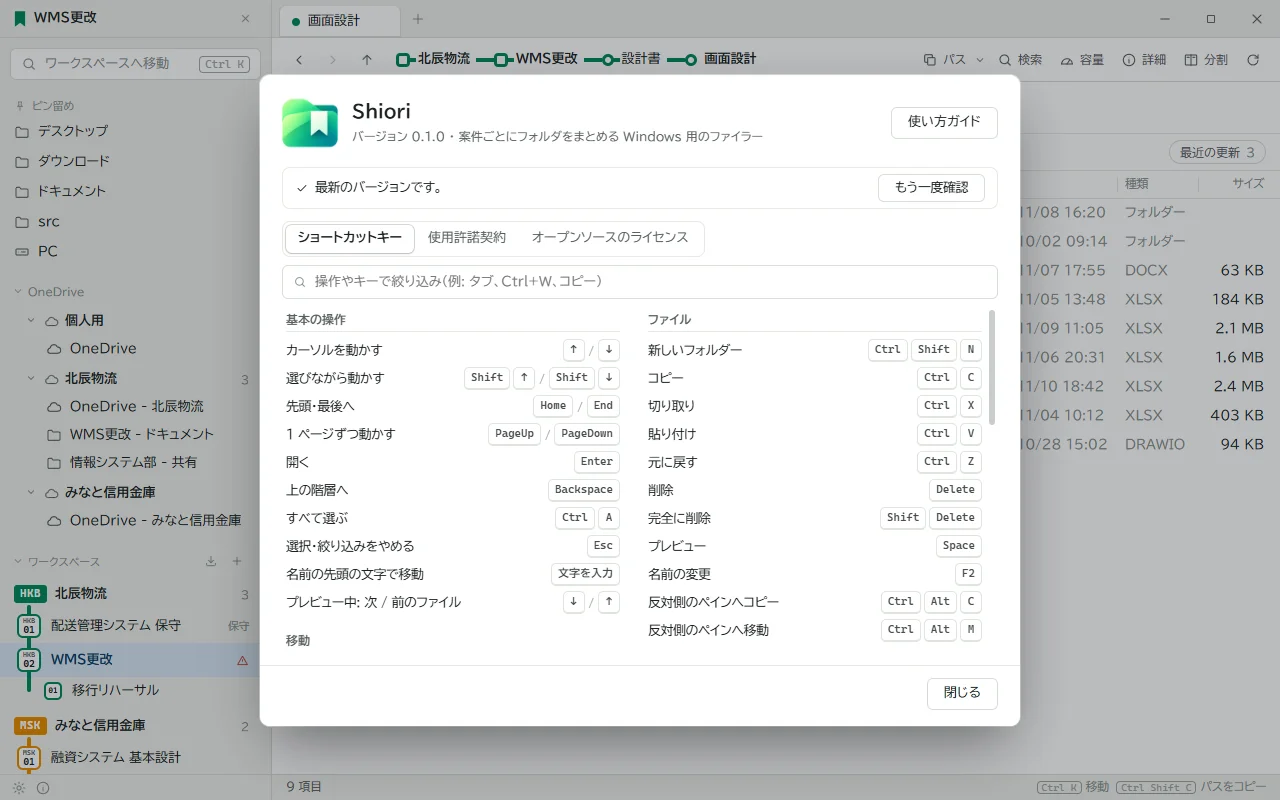 WMS更改
画面設計
ワークスペースへ移動 Ctrl K
北辰物流 WMS更改 設計書 画面設計
パス 検索 容量 詳細 分割
ピン留め
デスクトップ
ダウンロード
ドキュメント
src
PC
OneDrive
個人用
OneDrive
北辰物流 3
OneDrive - 北辰物流
WMS更改 - ドキュメント
情報システム部 - 共有
みなと信用金庫
OneDrive - みなと信用金庫
ワークスペース
HKB 北辰物流 3
HKB 01 配送管理システム 保守 保守
HKB 02 WMS更改
01 移行リハーサル
MSK みなと信用金庫 2
MSK 01 融資システム 基本設計
Shiori
バージョン 0.1.0・案件ごとにフォルダをまとめる Windows 用のファイラー
使い方ガイド
最新のバージョンです。
もう一度確認
ショートカットキー 使用許諾契約 オープンソースのライセンス
操作やキーで絞り込み(例: タブ、Ctrl+W、コピー)
基本の操作
カーソルを動かす ↑ / ↓
選びながら動かす Shift ↑ / Shift ↓
先頭・最後へ Home / End
1 ページずつ動かす PageUp / PageDown
開く Enter
上の階層へ Backspace
すべて選ぶ Ctrl A
選択・絞り込みをやめる Esc
名前の先頭の文字で移動 文字を入力
プレビュー中: 次 / 前のファイル ↓ / ↑
移動
ファイル
新しいフォルダー Ctrl Shift N
コピー Ctrl C
切り取り Ctrl X
貼り付け Ctrl V
元に戻す Ctrl Z
削除 Delete
完全に削除 Shift Delete
プレビュー Space
名前の変更 F2
反対側のペインへコピー Ctrl Alt C
反対側のペインへ移動 Ctrl Alt M
閉じる
最近の更新 3
種類 サイズ
11/08 16:20 フォルダー
10/02 09:14 フォルダー
11/07 17:55 DOCX 63 KB
11/05 13:48 XLSX 184 KB
11/09 11:05 XLSX 2.1 MB
11/06 20:31 XLSX 1.6 MB
11/10 18:42 XLSX 2.4 MB
11/04 10:12 XLSX 403 KB
10/28 15:02 DRAWIO 94 KB
9 項目
Ctrl K 移動 Ctrl Shift C パスをコピー